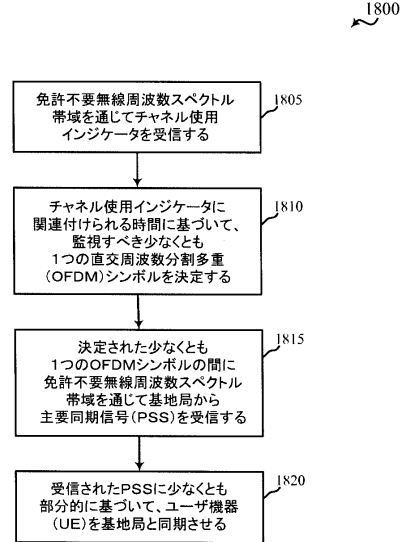 1800
免許不要無線周波数スペクトル
帯域を通じてチャネル使用
インジケータを受信する
1805
チャネル使用インジケータに
関連付けられる時間に基づいて、
監視すべき少なくとも
1つの直交周波数分割多重
(OFDM)シンボルを決定する
1810
決定された少なくとも
1つのOFDMシンボルの間に
免許不要無線周波数スペクトル
帯域を通じて基地局から
主要同期信号(PSS)を受信する
1815
受信されたPSSに少なくとも
部分的に基づいて、ユーザ機器
(UE)を基地局と同期させる
1820